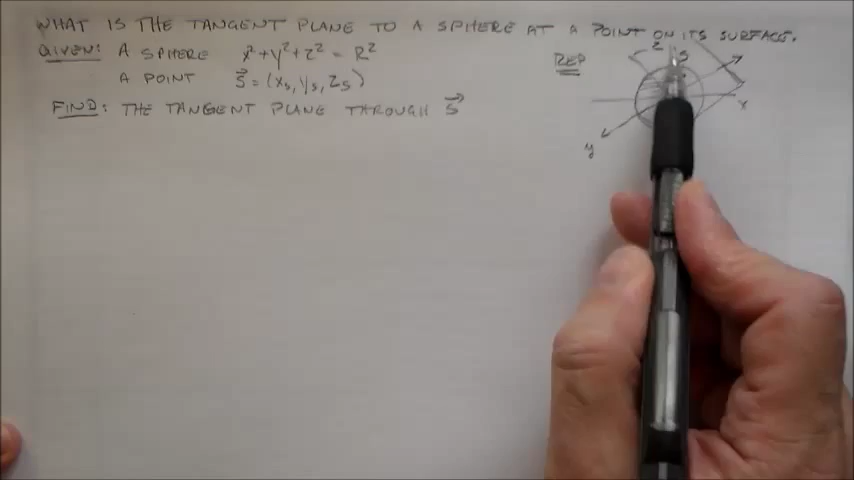 WHAT IS THE TANGENT PLANE TO A SPHERE AT A POINT ON ITS SURFACE.
GIVEN: A SPHERE x²+y²+z² = R²
A POINT S⃗ = (xs, ys, zs)
FIND: THE TANGENT PLANE THROUGH S⃗
REP
z
S
x
y